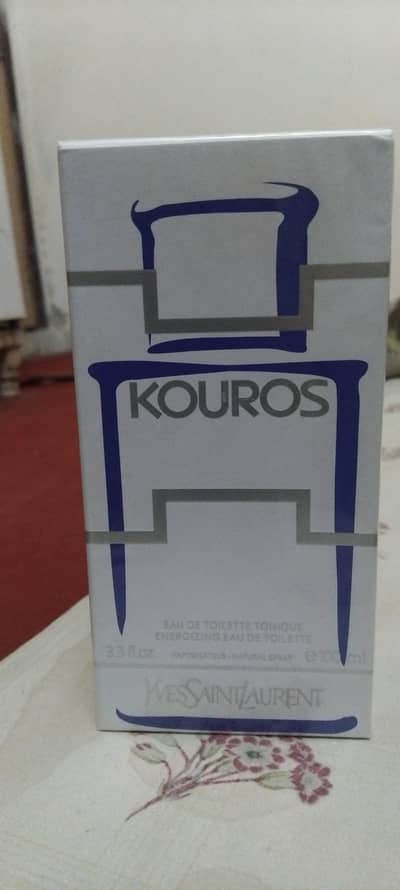 KOUROS
EAU DE TOILETTE TONIQUE
ENERGIZING EAU DE TOILETTE
3.3 fl.oz. VAPORISATEUR - NATURAL SPRAY ℮ 100 ml
YVESSAINTLAURENT